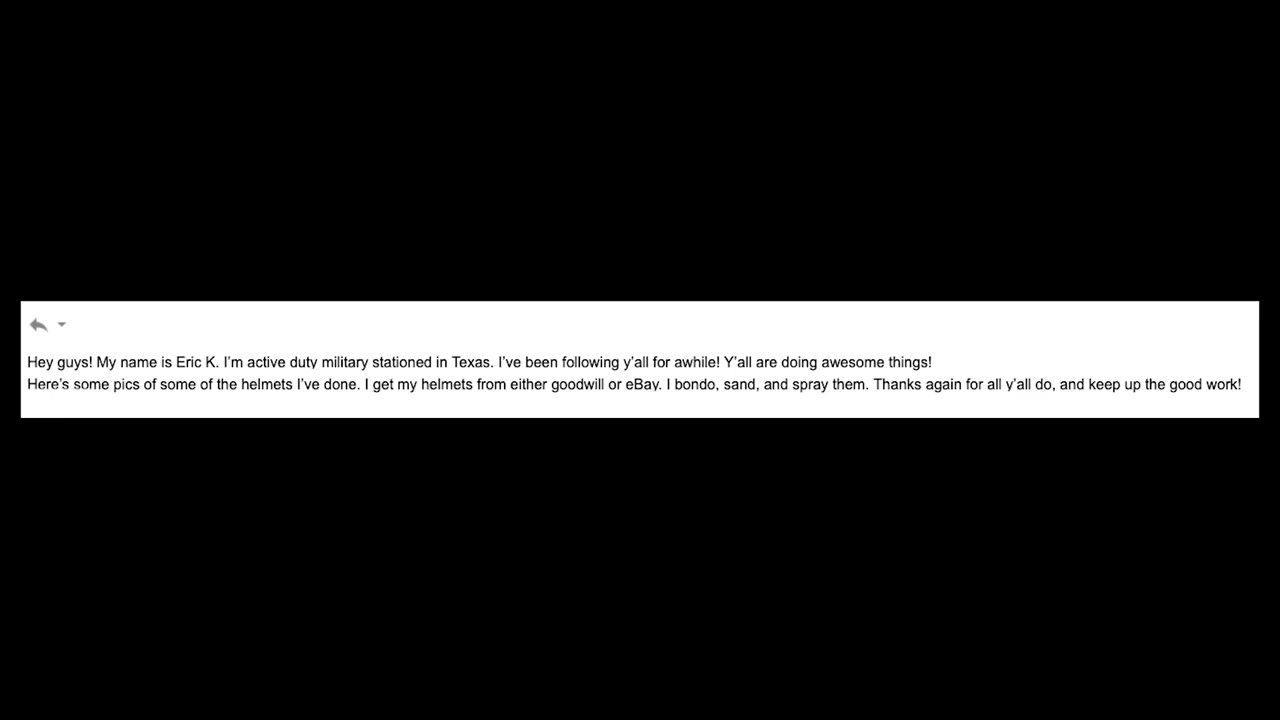 Hey guys! My name is Eric K. I’m active duty military stationed in Texas. I’ve been following y’all for awhile! Y’all are doing awesome things!
Here’s some pics of some of the helmets I’ve done. I get my helmets from either goodwill or eBay. I bondo, sand, and spray them. Thanks again for all y’all do, and keep up the good work!